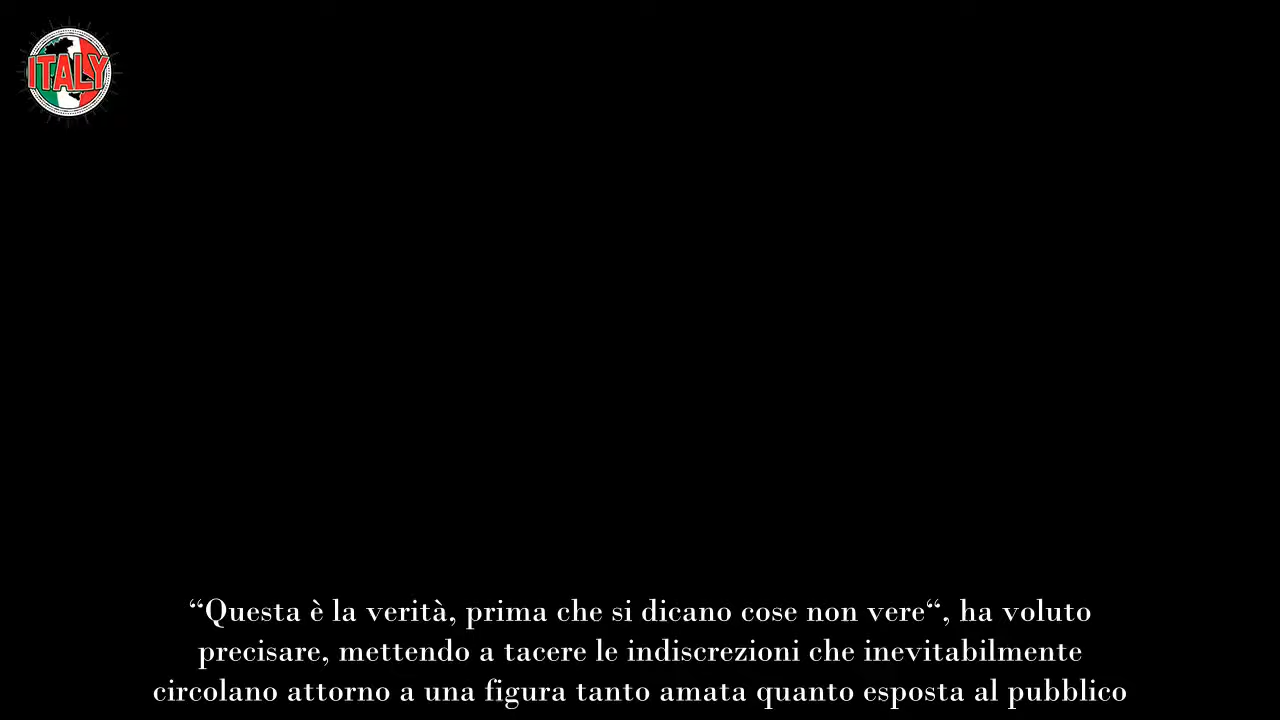 ITALY
“Questa è la verità, prima che si dicano cose non vere“, ha voluto
precisare, mettendo a tacere le indiscrezioni che inevitabilmente
circolano attorno a una figura tanto amata quanto esposta al pubblico